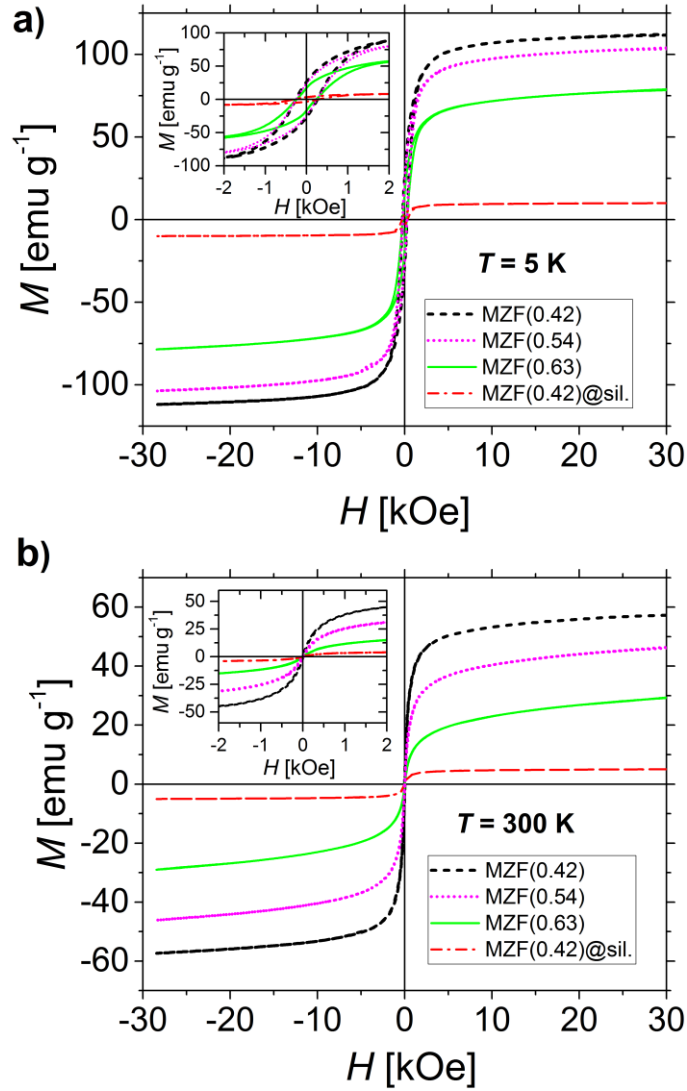 a)
M [emu g⁻¹]
100
50
0
-50
-100
-30 -20 -10 0 10 20 30
H [kOe]
M [emu g⁻¹]
100
50
0
-50
-100
-2 -1 0 1 2
H [kOe]
T = 5 K
MZF(0.42)
MZF(0.54)
MZF(0.63)
MZF(0.42)@sil.
b)
M [emu g⁻¹]
60
40
20
0
-20
-40
-60
-30 -20 -10 0 10 20 30
H [kOe]
M [emu g⁻¹]
50
25
0
-25
-50
-2 -1 0 1 2
H [kOe]
T = 300 K
MZF(0.42)
MZF(0.54)
MZF(0.63)
MZF(0.42)@sil.